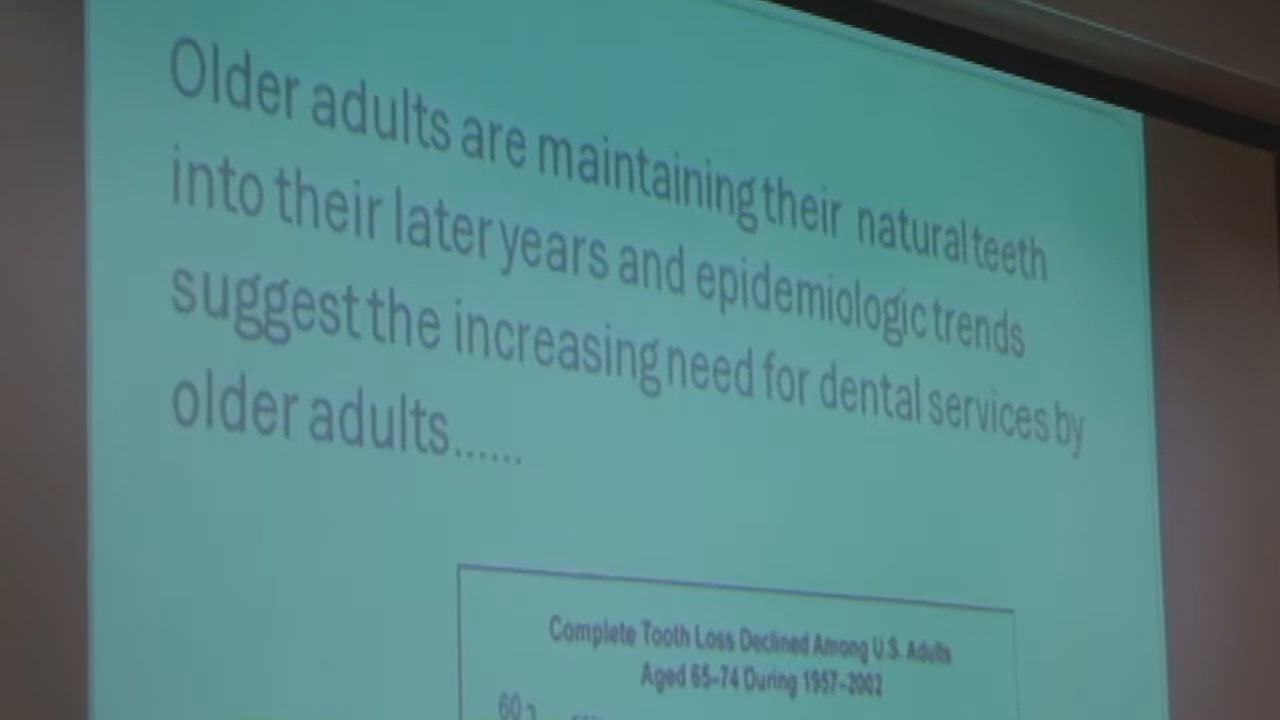 Older adults are maintaining their natural teeth
into their later years and epidemiologic trends
suggest the increasing need for dental services by
older adults......
Complete Tooth Loss Declined Among U.S. Adults
Aged 65-74 During 1957-2002
60